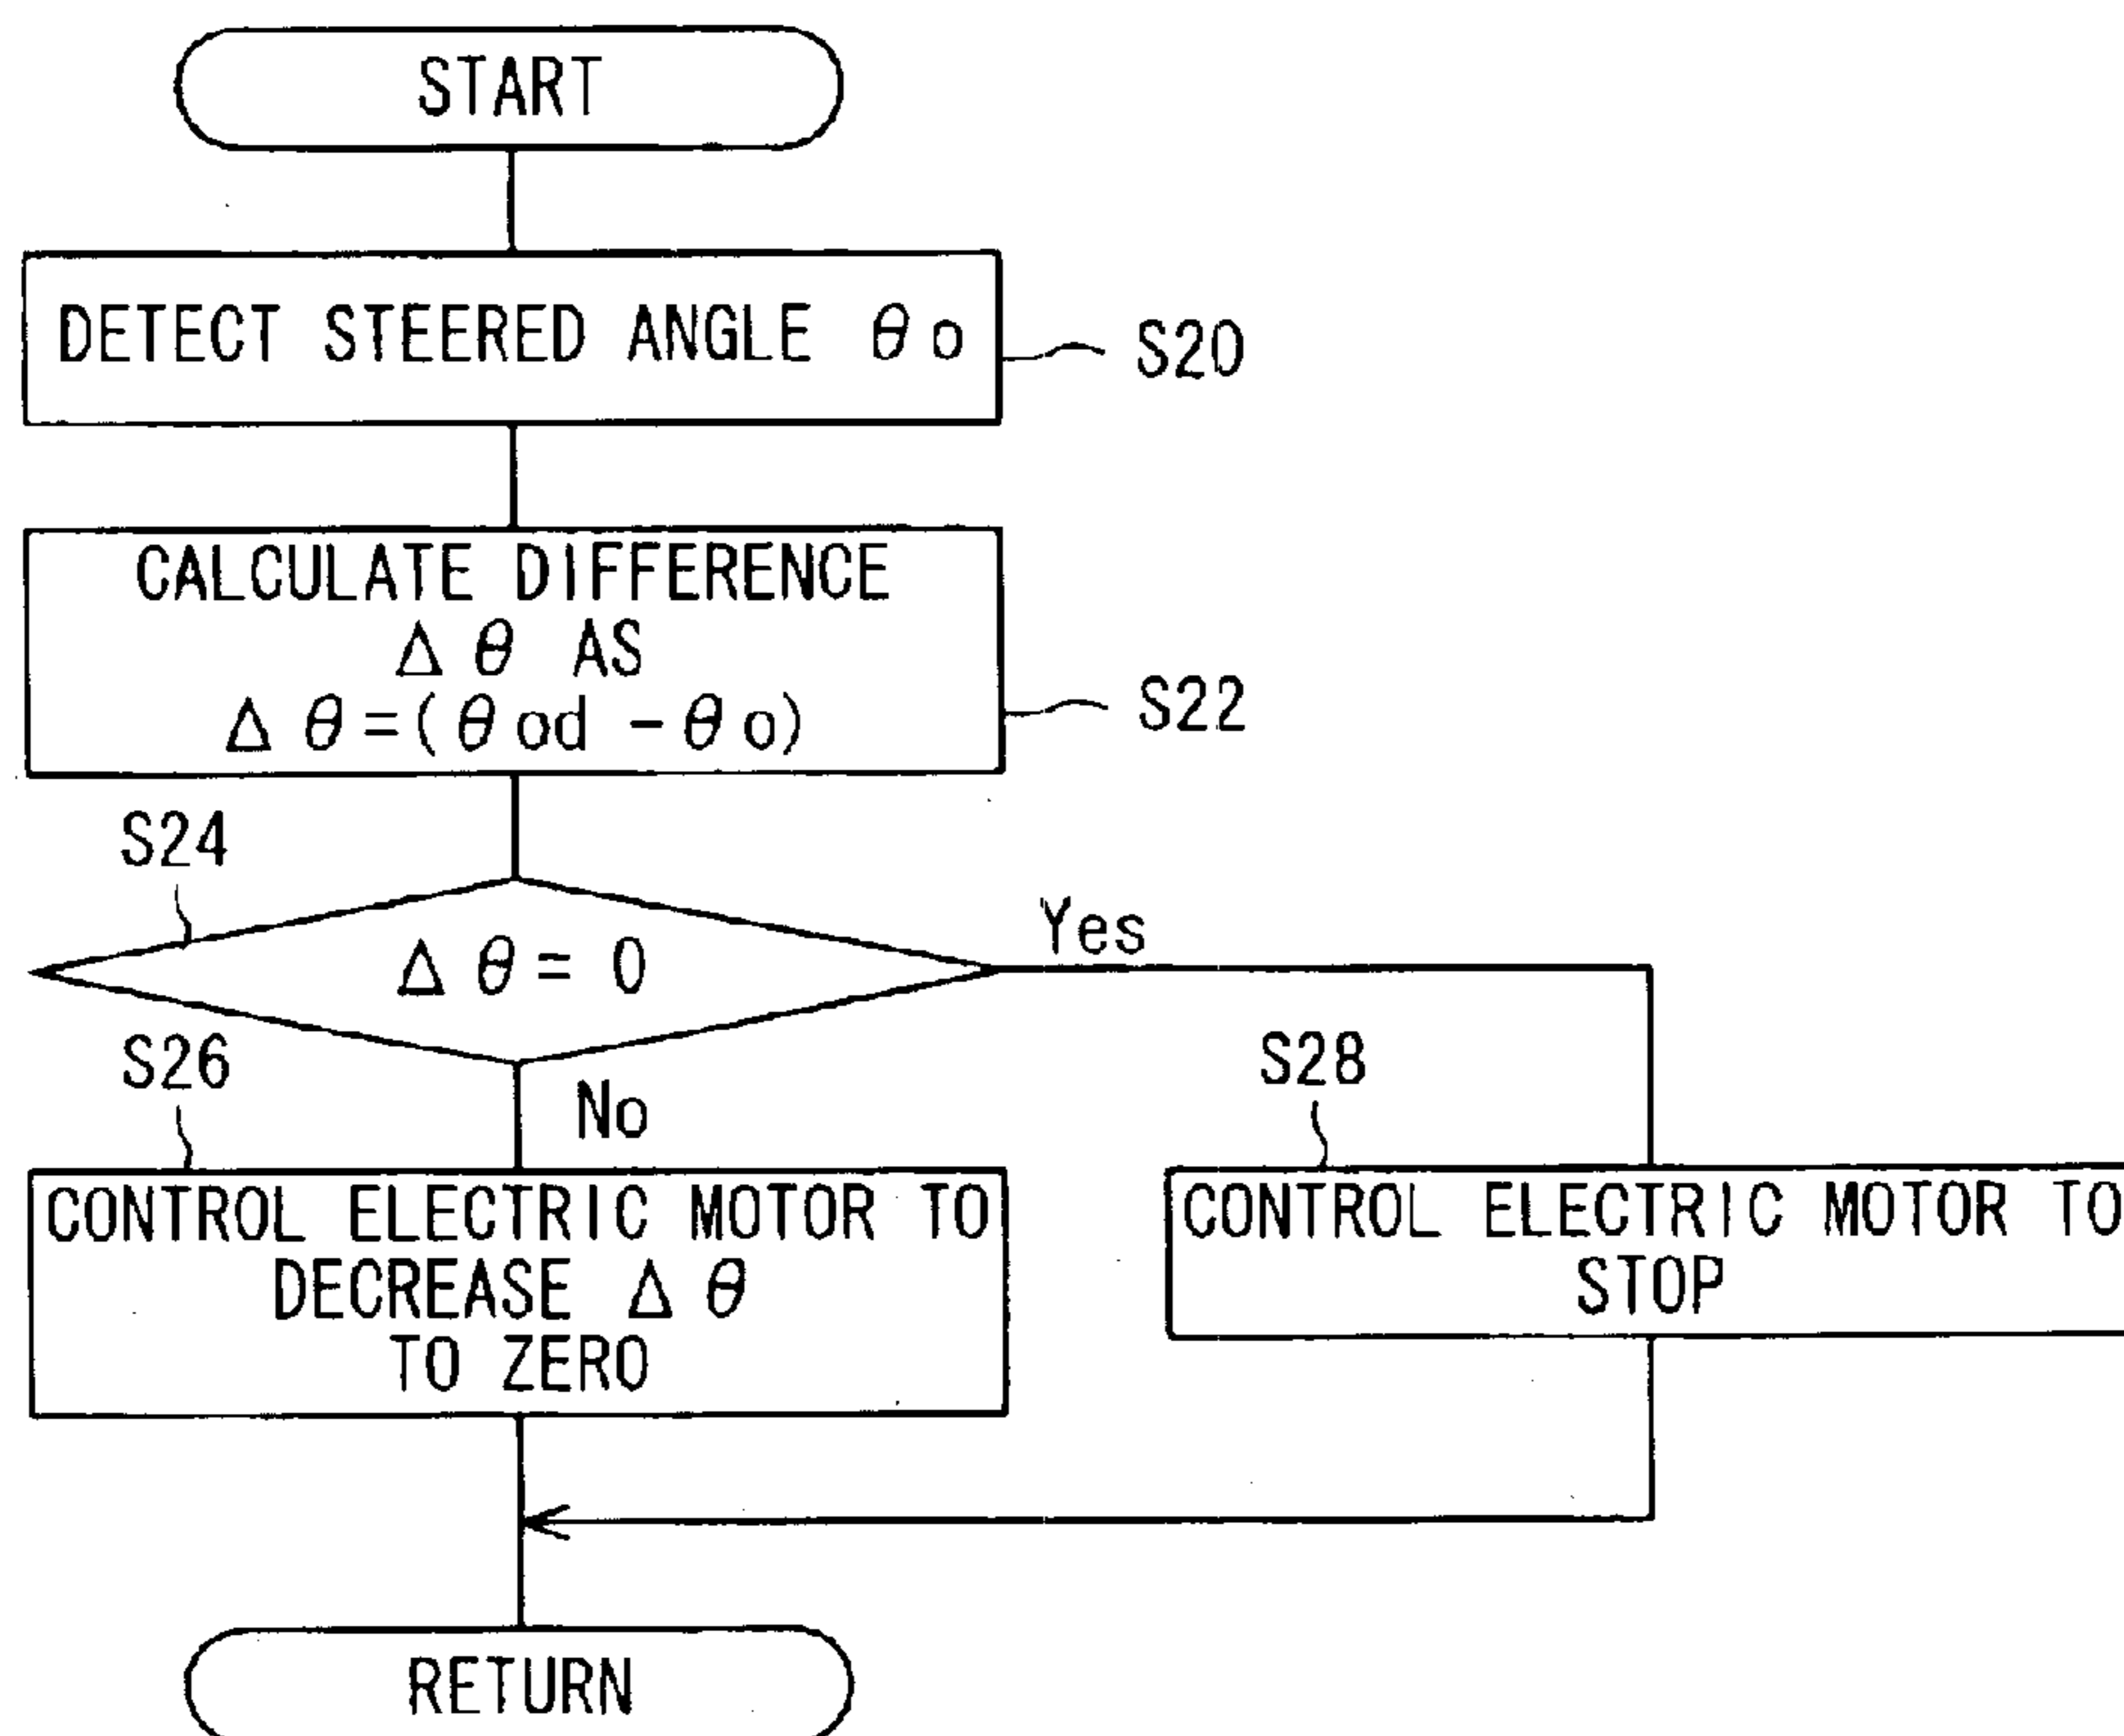 START
DETECT STEERED ANGLE θo
S20
CALCULATE DIFFERENCE
Δθ AS
Δθ=(θod -θo)
S22
S24
Δθ= 0
Yes
S26
No
S28
CONTROL ELECTRIC MOTOR TO
DECREASE Δθ
TO ZERO
CONTROL ELECTRIC MOTOR TO
STOP
RETURN